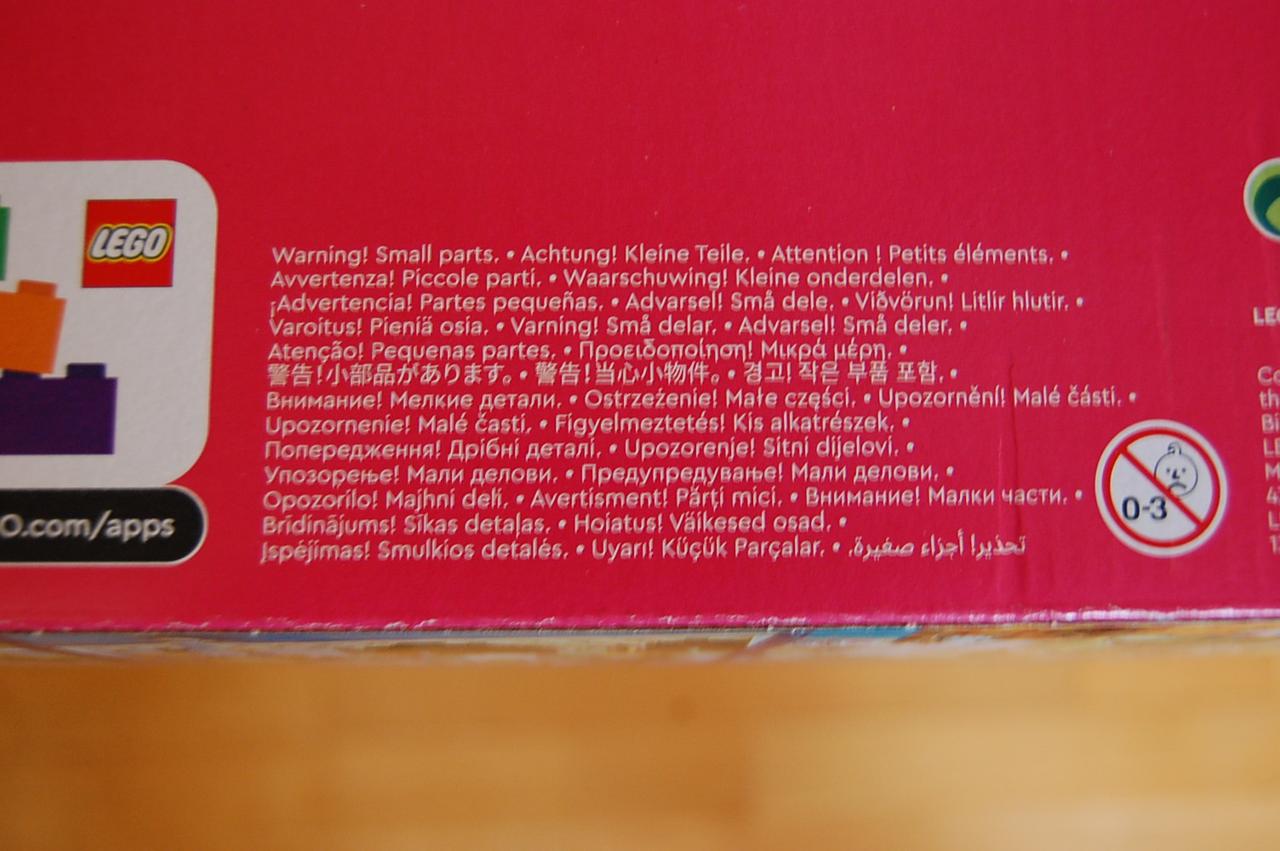 LEGO
O.com/apps
Warning! Small parts. • Achtung! Kleine Teile. • Attention ! Petits éléments. •
Avvertenza! Piccole parti. • Waarschuwing! Kleine onderdelen. •
¡Advertencia! Partes pequeñas. • Advarsel! Små dele. • Viðvörun! Litlir hlutir. •
Varoitus! Pieniä osia. • Varning! Små delar. • Advarsel! Små deler. •
Atenção! Pequenas partes. • Προειδοποίηση! Μικρά μέρη. •
警告!小部品があります。• 警告!当心小物件。• 경고! 작은 부품 포함. •
Внимание! Мелкие детали. • Ostrzeżenie! Małe części. • Upozornění! Malé části. •
Upozornenie! Malé časti. • Figyelmeztetés! Kis alkatrészek. •
Попередження! Дрібні деталі. • Upozorenje! Sitni dijelovi. •
Упозорење! Мали делови. • Предупредување! Мали делови. •
Opozorilo! Majhni deli. • Avertisment! Părți mici. • Внимание! Малки части. •
Brīdinājums! Sīkas detaļas. • Hoiatus! Väikesed osad. •
Įspėjimas! Smulkios detalės. • Uyarı! Küçük Parçalar. • تحذير! أجزاء صغيرة.
0-3